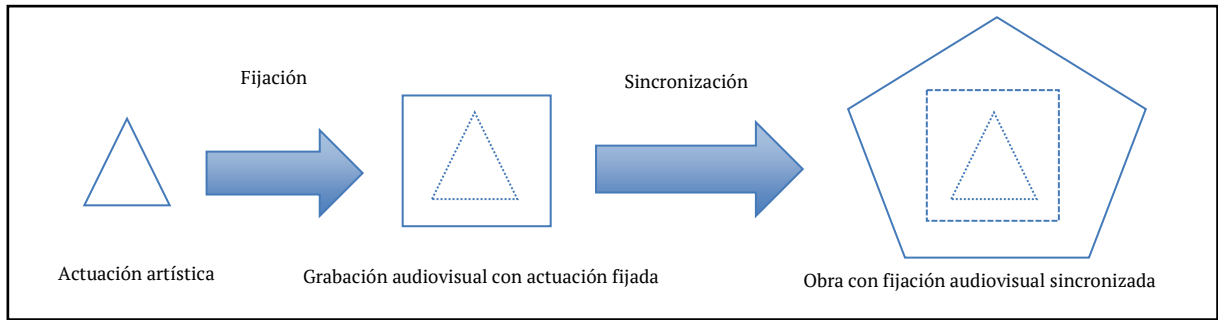 Fijación
Sincronización
Actuación artística
Grabación audiovisual con actuación fijada
Obra con fijación audiovisual sincronizada